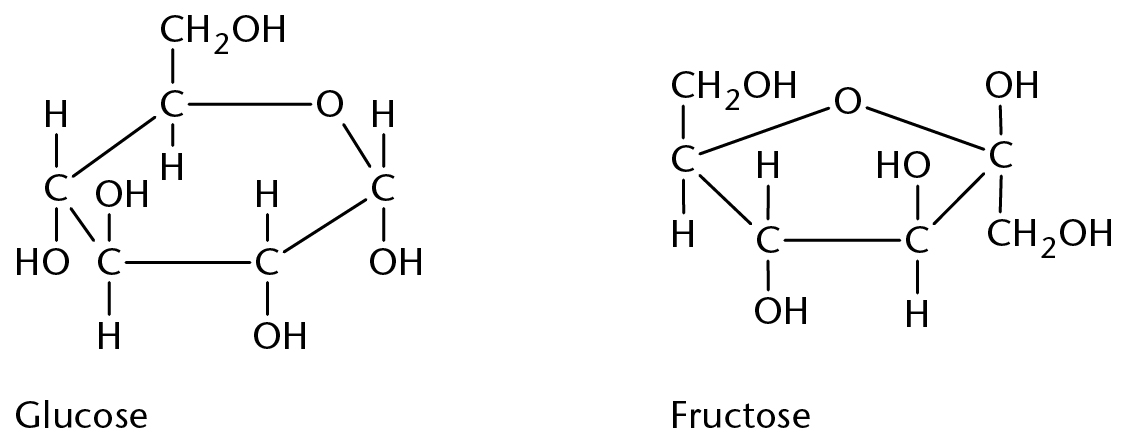 CH2OH
C O H
H
H
C OH H C
HO C C OH
H OH
Glucose
CH2OH O OH
C H HO C
H C C CH2OH
OH H
Fructose